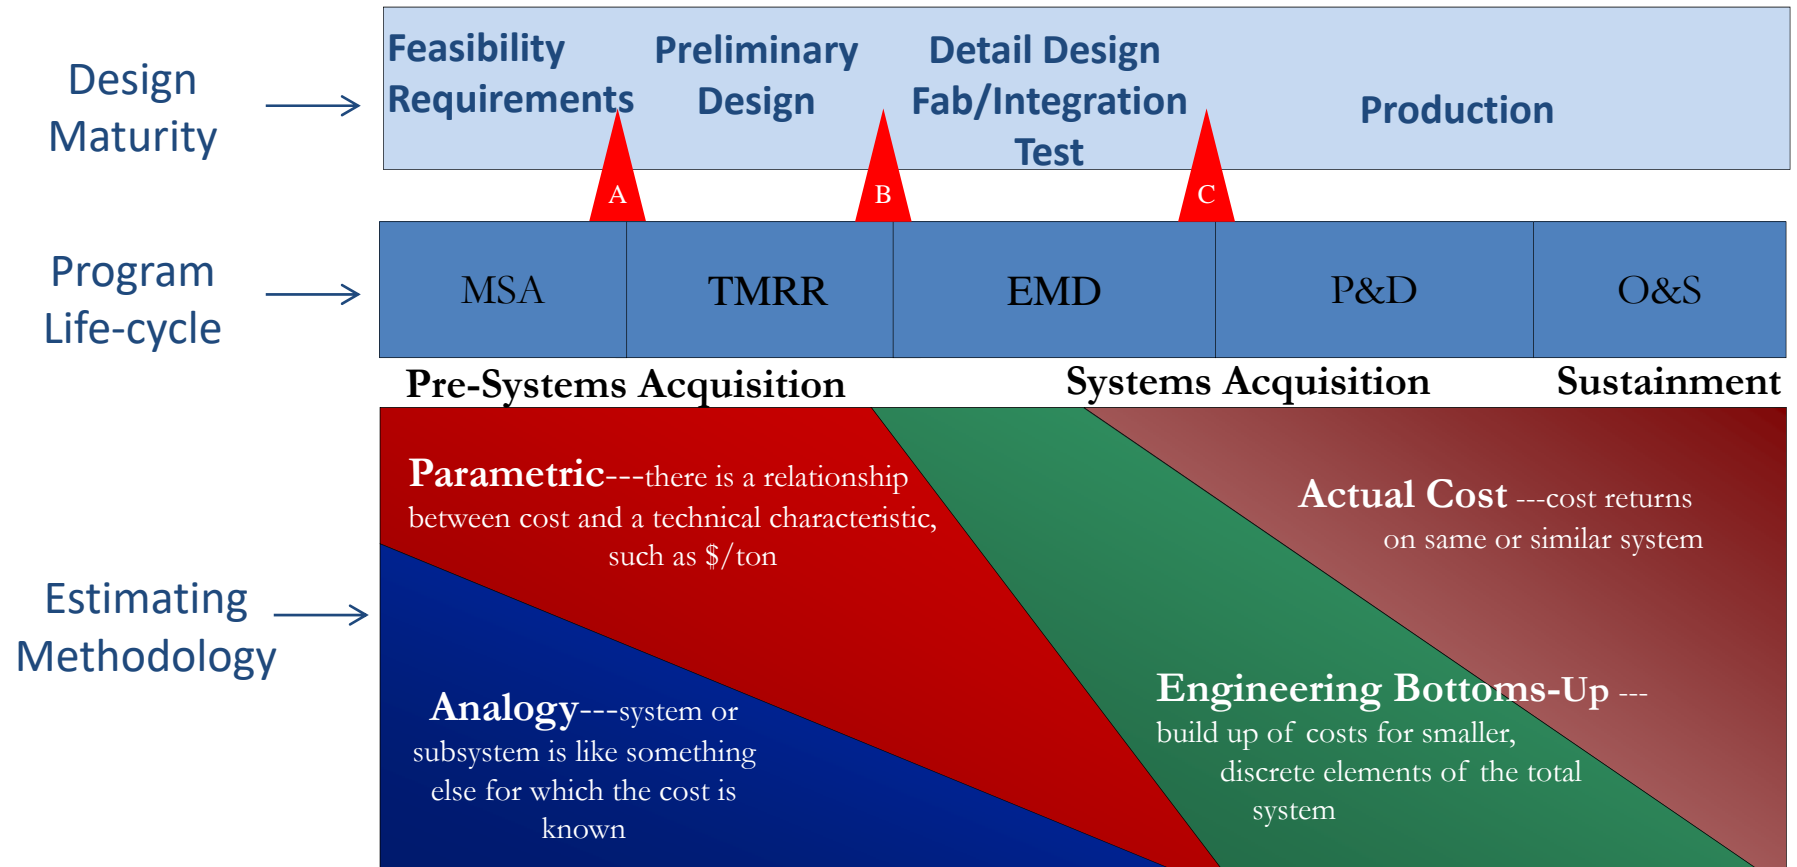 Design
Maturity
Feasibility
Requirements
Preliminary
Design
Detail Design
Fab/Integration
Test
Production
A
B
C
Program
Life-cycle
MSA
TMRR
EMD
P&D
O&S
Pre-Systems Acquisition
Systems Acquisition
Sustainment
Estimating
Methodology
Parametric---there is a relationship
between cost and a technical characteristic,
such as $/ton
Actual Cost ---cost returns
on same or similar system
Analogy---system or
subsystem is like something
else for which the cost is
known
Engineering Bottoms-Up ---
build up of costs for smaller,
discrete elements of the total
system